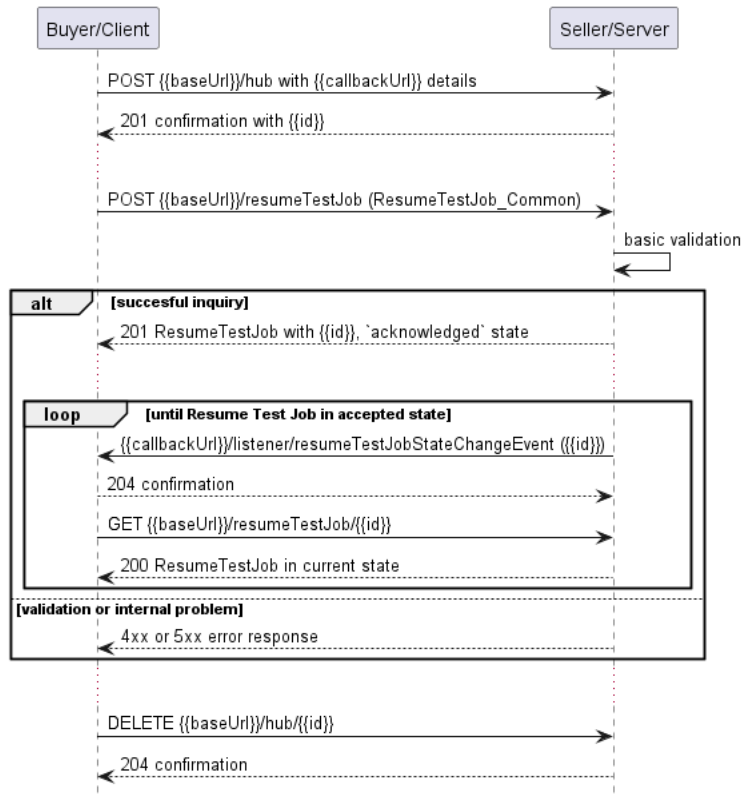 Buyer/Client
Seller/Server
POST {{baseUrl}}/hub with {{callbackUrl}} details
201 confirmation with {{id}}
POST {{baseUrl}}/resumeTestJob (ResumeTestJob_Common)
basic validation
alt [succesful inquiry]
201 ResumeTestJob with {{id}}, `acknowledged` state
loop [until Resume Test Job in accepted state]
{{callbackUrl}}/listener/resumeTestJobStateChangeEvent ({{id}})
204 confirmation
GET {{baseUrl}}/resumeTestJob/{{id}}
200 ResumeTestJob in current state
[validation or internal problem]
4xx or 5xx error response
DELETE {{baseUrl}}/hub/{{id}}
204 confirmation